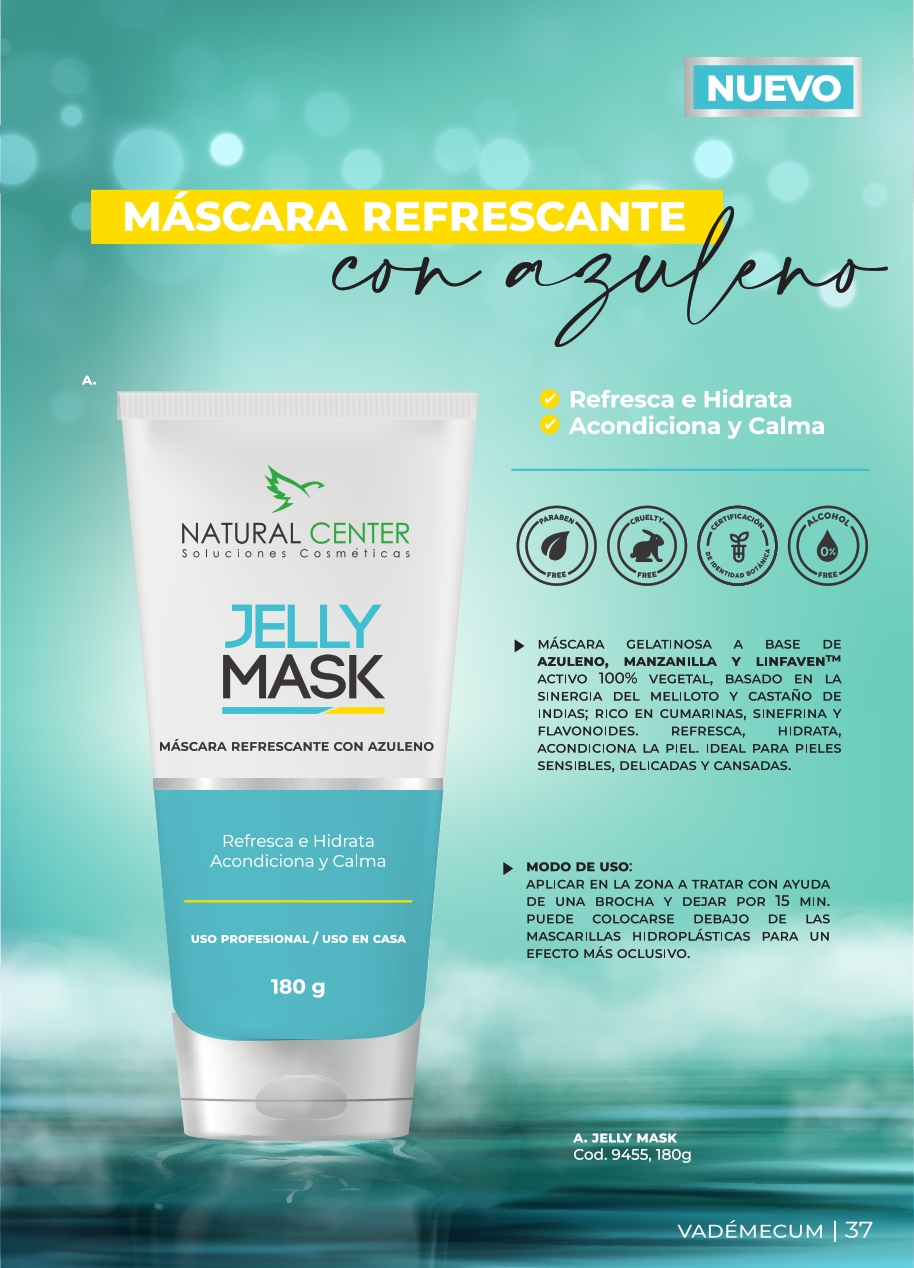 NUEVO
MÁSCARA REFRESCANTE
con azuleno
A.
Refresca e Hidrata
Acondiciona y Calma
NATURAL CENTER
Soluciones Cosméticas
JELLY
MASK
MÁSCARA REFRESCANTE CON AZULENO
Refresca e Hidrata
Acondiciona y Calma
USO PROFESIONAL / USO EN CASA
180 g
PARABEN
FREE
CRUELTY
FREE
CERTIFICACIÓN
DE IDENTIDAD BOTÁNICA
ALCOHOL
0%
FREE
MÁSCARA GELATINOSA A BASE DE
AZULENO, MANZANILLA Y LINFAVEN™
ACTIVO 100% VEGETAL, BASADO EN LA
SINERGIA DEL MELILOTO Y CASTAÑO DE
INDIAS; RICO EN CUMARINAS, SINEFRINA Y
FLAVONOIDES. REFRESCA, HIDRATA,
ACONDICIONA LA PIEL. IDEAL PARA PIELES
SENSIBLES, DELICADAS Y CANSADAS.
MODO DE USO:
APLICAR EN LA ZONA A TRATAR CON AYUDA
DE UNA BROCHA Y DEJAR POR 15 MIN.
PUEDE COLOCARSE DEBAJO DE LAS
MASCARILLAS HIDROPLÁSTICAS PARA UN
EFECTO MÁS OCLUSIVO.
A. JELLY MASK
Cod. 9455, 180g
VADÉMECUM | 37